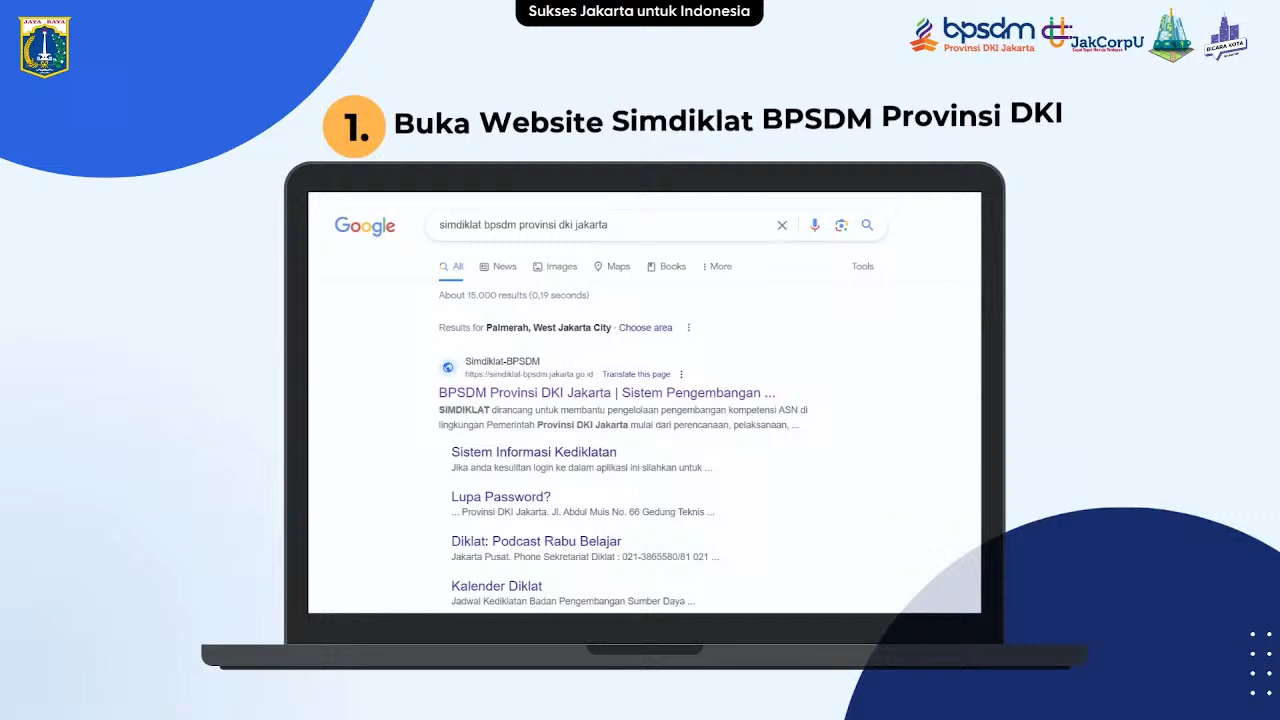 Sukses Jakarta untuk Indonesia
JAYA RAYA
bpsdm
Provinsi DKI Jakarta
JakCorpU
BICARA KOTA
1. Buka Website Simdiklat BPSDM Provinsi DKI
Google
simdiklat bpsdm provinsi dki jakarta
All News Images Maps Books More Tools
About 15.000 results (0,19 seconds)
Results for Palmerah, West Jakarta City · Choose area
Simdiklat-BPSDM
https://simdiklat-bpsdm.jakarta.go.id · Translate this page
BPSDM Provinsi DKI Jakarta | Sistem Pengembangan ...
SIMDIKLAT dirancang untuk membantu pengelolaan pengembangan kompetensi ASN di
lingkungan Pemerintah Provinsi DKI Jakarta mulai dari perencanaan, pelaksanaan, ...
Sistem Informasi Kediklatan
Jika anda kesulitan login ke dalam aplikasi ini silahkan untuk ...
Lupa Password?
... Provinsi DKI Jakarta. Jl. Abdul Muis No. 66 Gedung Teknis ...
Diklat: Podcast Rabu Belajar
Jakarta Pusat. Phone Sekretariat Diklat : 021-3865580/81 021 ...
Kalender Diklat
Jadwal Kediklatan Badan Pengembangan Sumber Daya ...